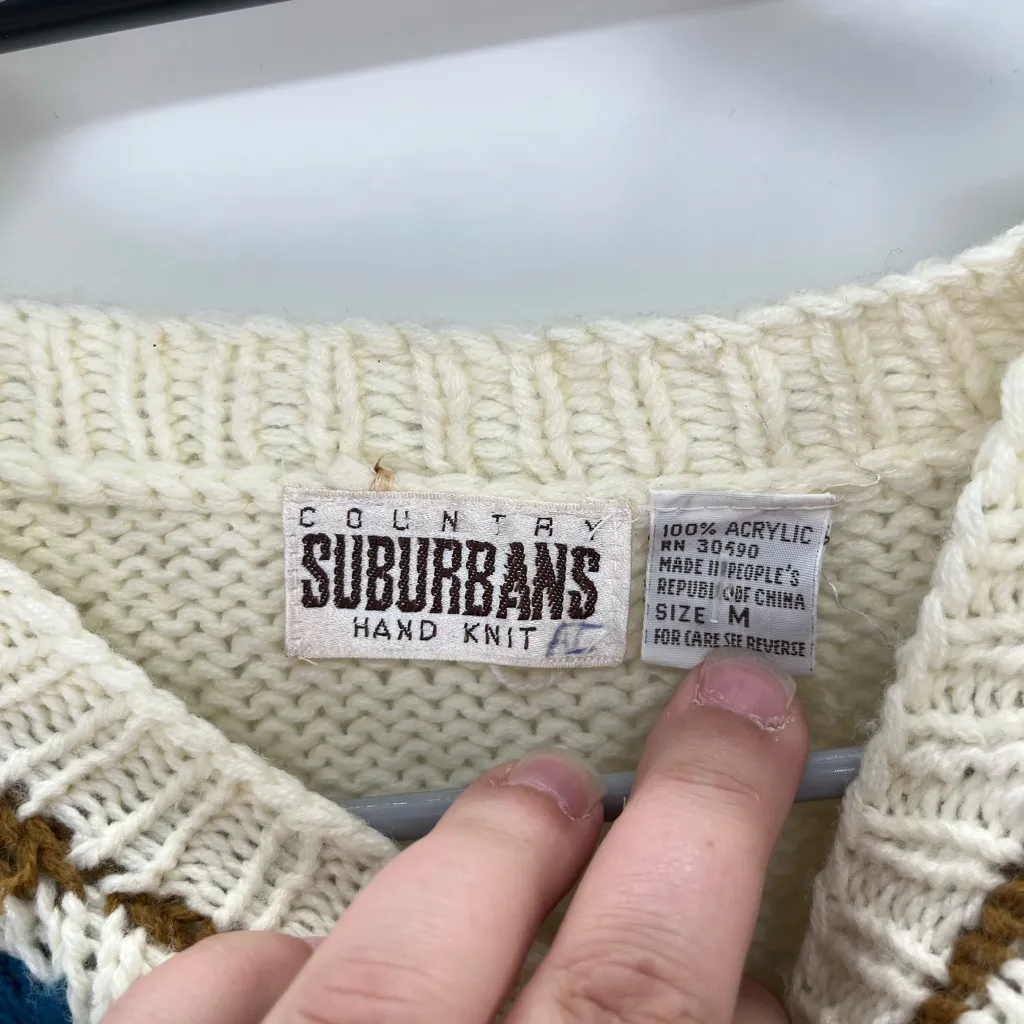 COUNTRY
SUBURBANS
HAND KNIT
100% ACRYLIC
RN 30490
MADE IN PEOPLE'S
REPUBLIC OF CHINA
SIZE M
FOR CARE SEE REVERSE